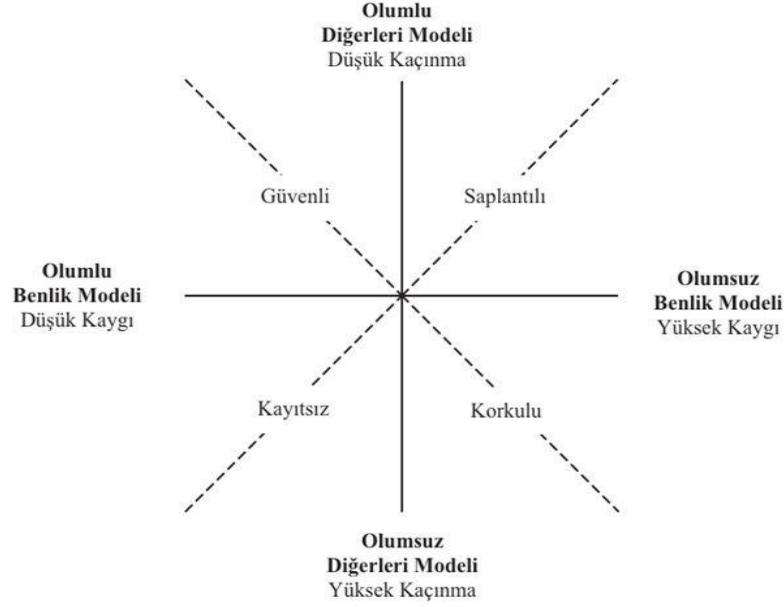 Olumlu
Diğerleri Modeli
Düşük Kaçınma
Güvenli
Saplantılı
Olumlu
Benlik Modeli
Düşük Kaygı
Olumsuz
Benlik Modeli
Yüksek Kaygı
Kayıtsız
Korkulu
Olumsuz
Diğerleri Modeli
Yüksek Kaçınma